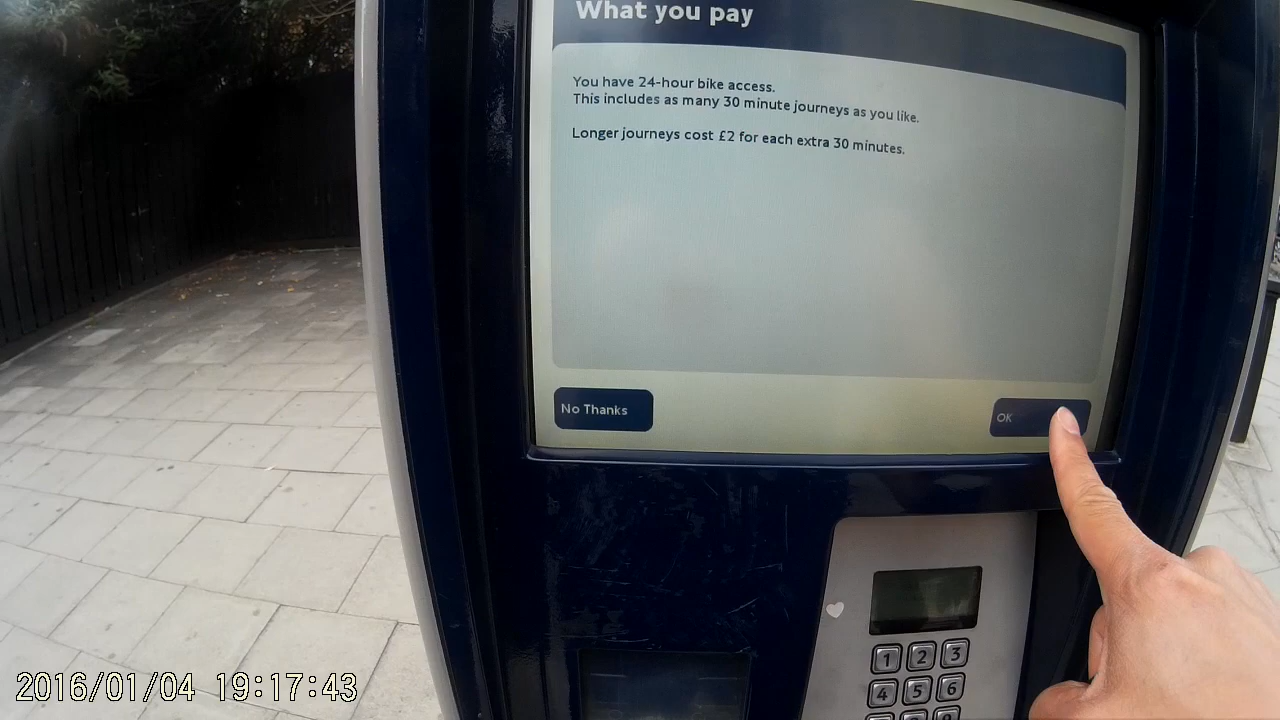 What you pay
You have 24-hour bike access.
This includes as many 30 minute journeys as you like.
Longer journeys cost £2 for each extra 30 minutes.
No Thanks
OK
1 2 3
4 5 6
2016/01/04 19:17:43